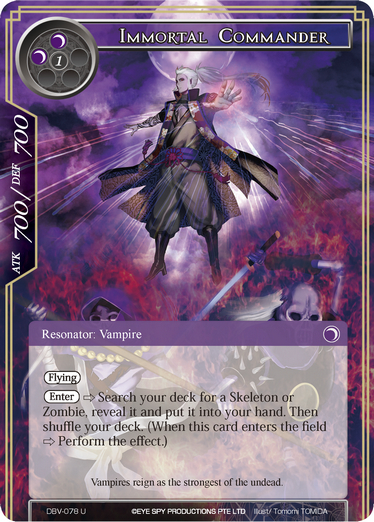 Immortal Commander
1
ATK 700/DEF 700
Resonator: Vampire
Flying
Enter ⇨ Search your deck for a Skeleton or
Zombie, reveal it and put it into your hand. Then
shuffle your deck. (When this card enters the field
⇨ Perform the effect.)
Vampires reign as the strongest of the undead.
DBV-078 U ©EYE SPY PRODUCTIONS PTE LTD Illust/ Tomomi TOMIDA